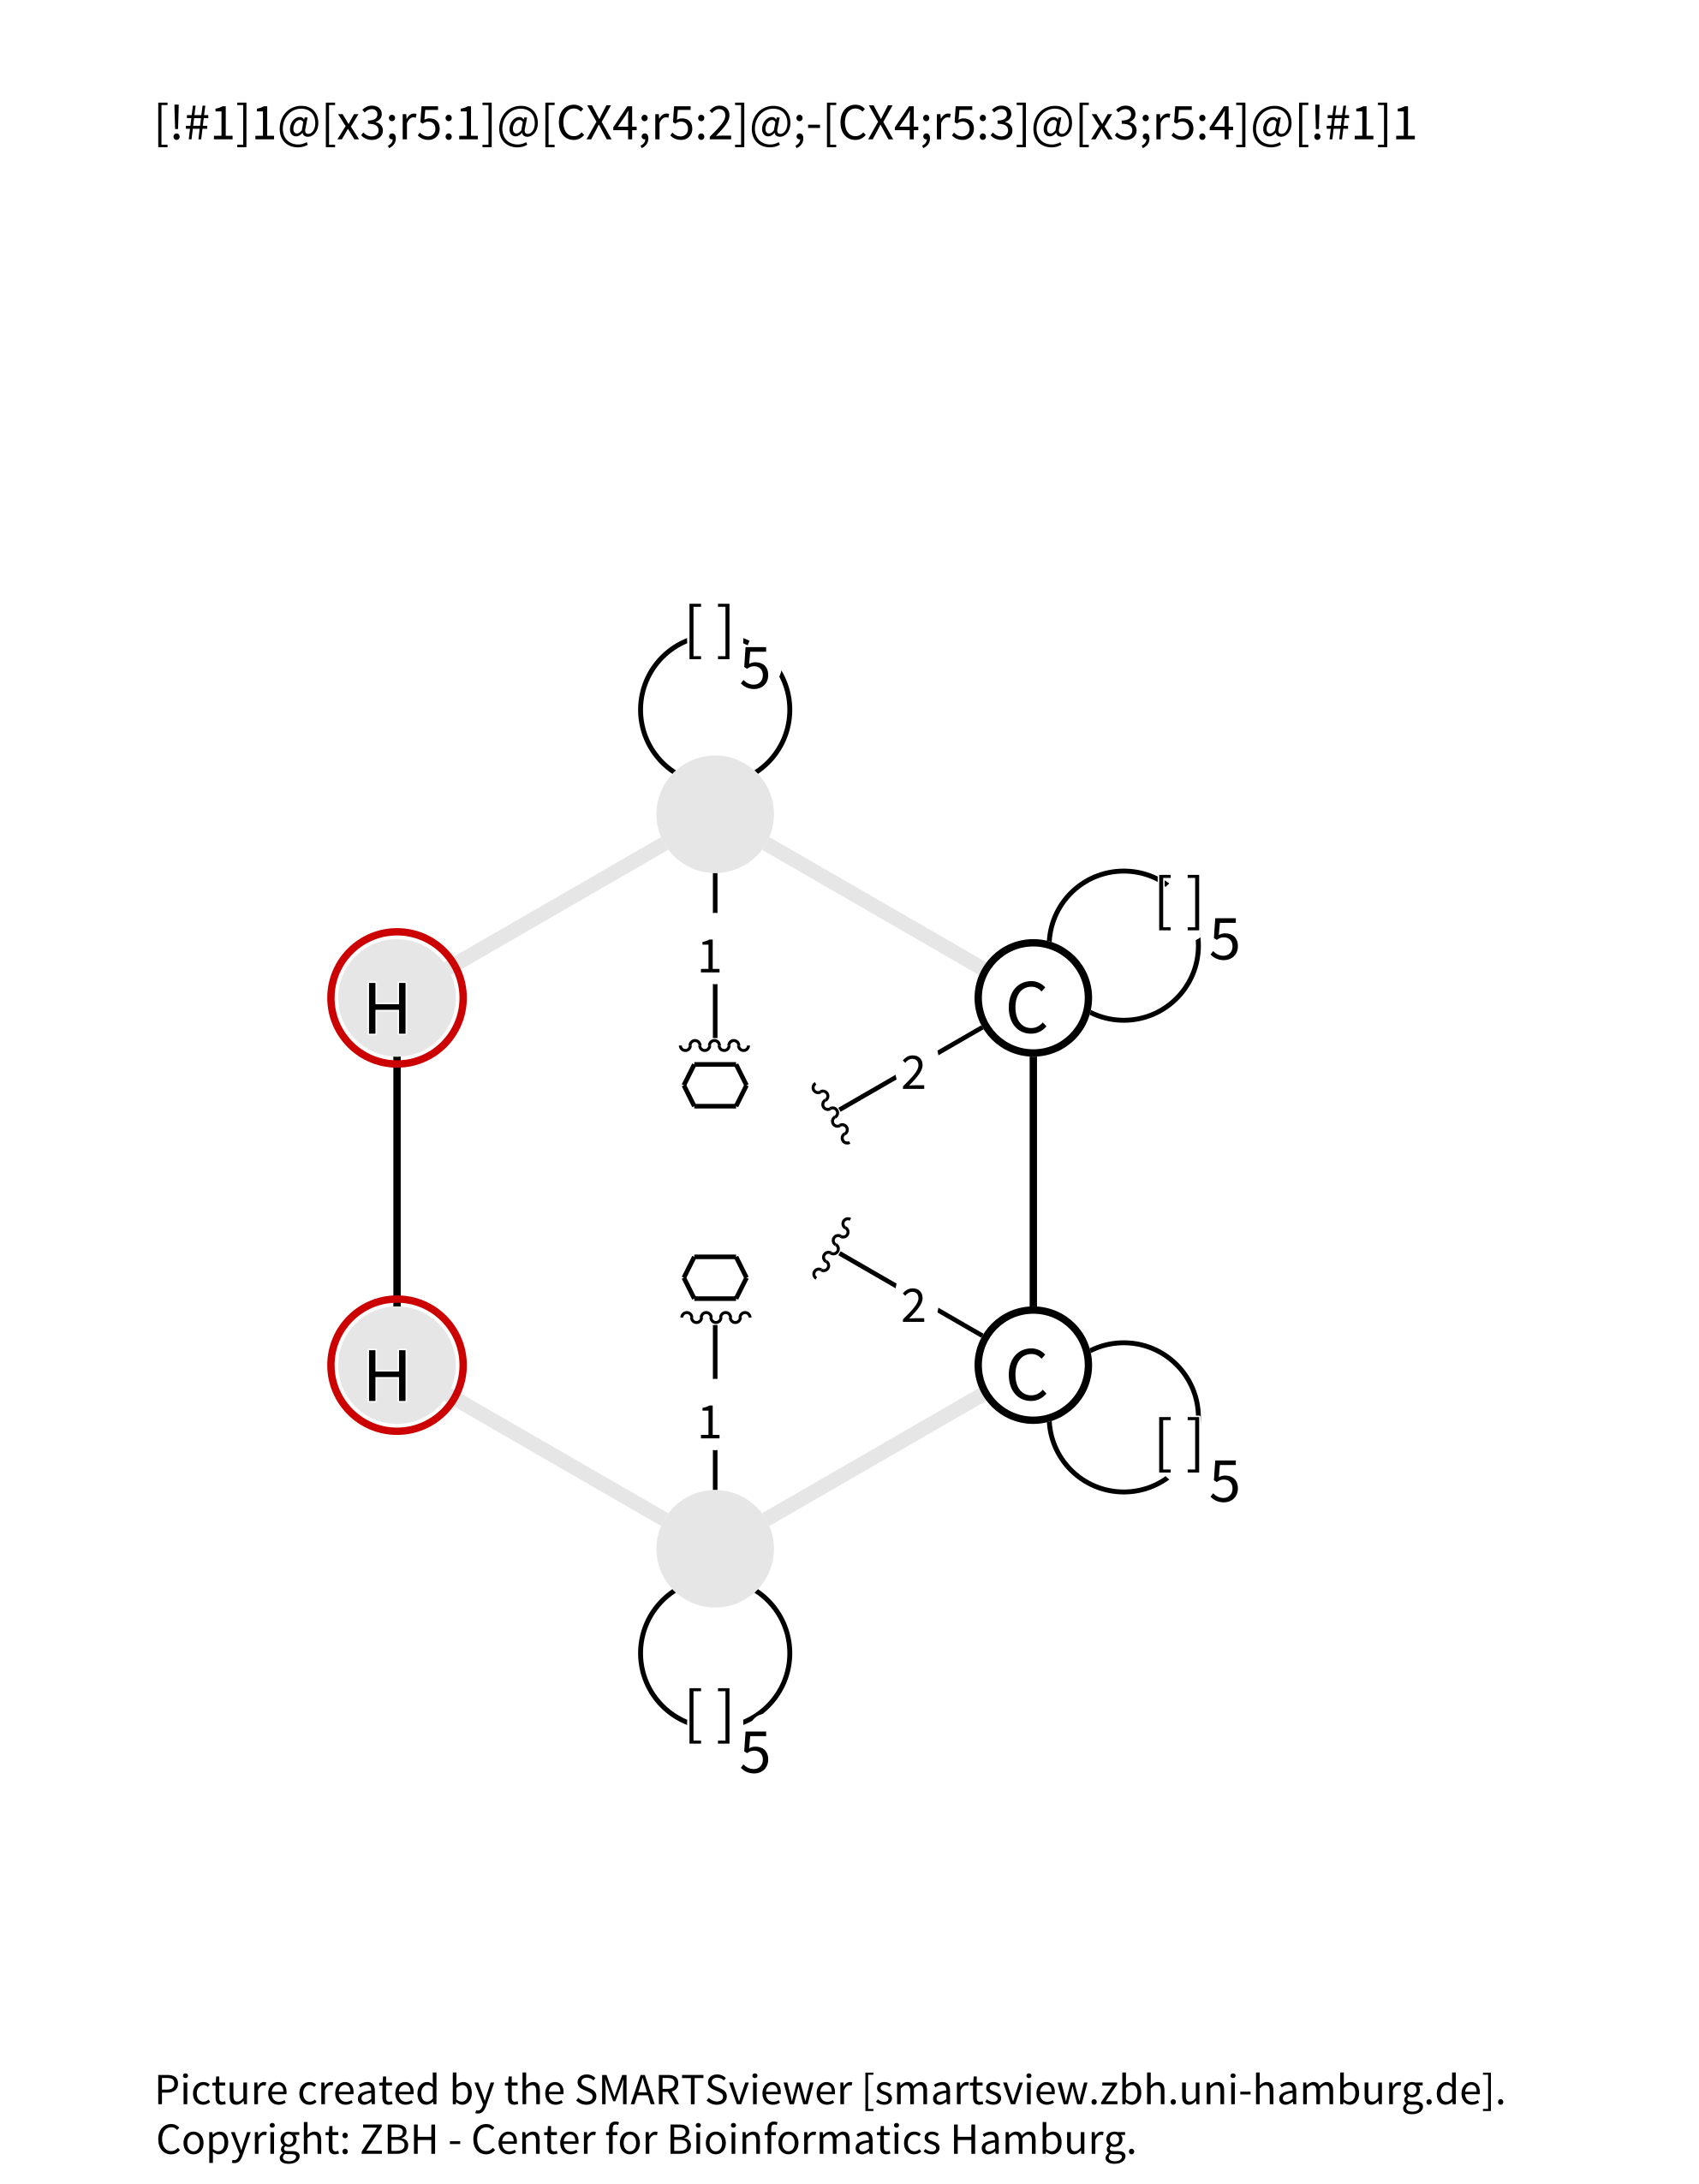 [!#1]1@[x3;r5:1]@[CX4;r5:2]@;-[CX4;r5:3]@[x3;r5:4]@[!#1]1
[ ]5
[ ]5
1
H
C
2
2
H
C
1
[ ]5
[ ]5
Picture created by the SMARTSviewer [smartsview.zbh.uni-hamburg.de].
Copyright: ZBH - Center for Bioinformatics Hamburg.